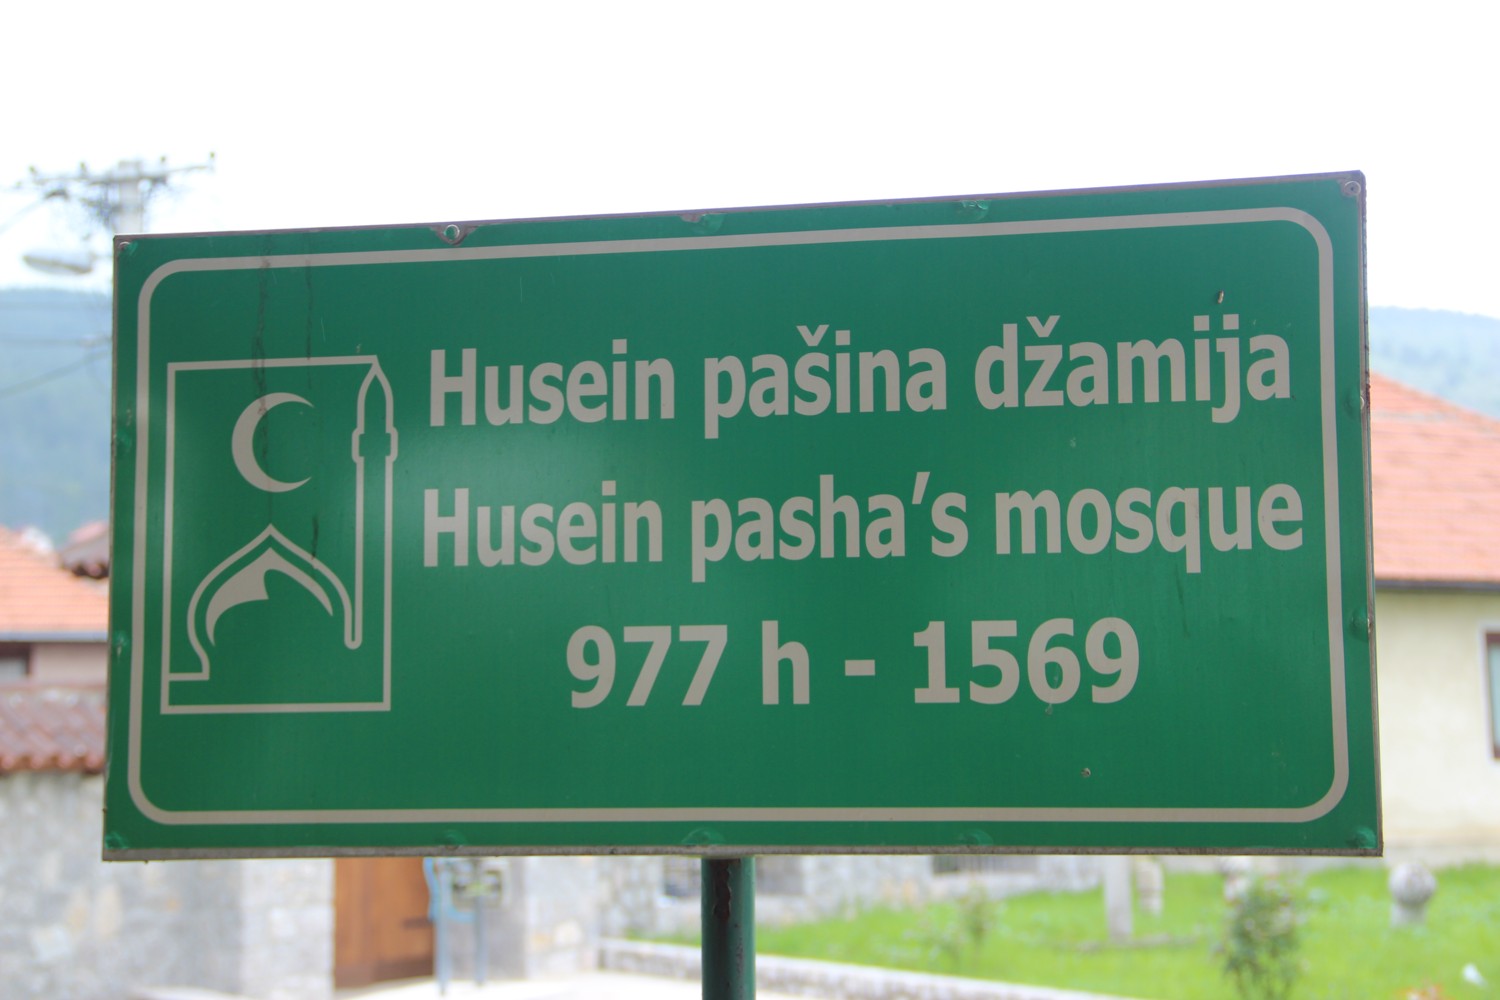 Husein pašina džamija
Husein pasha's mosque
977 h - 1569